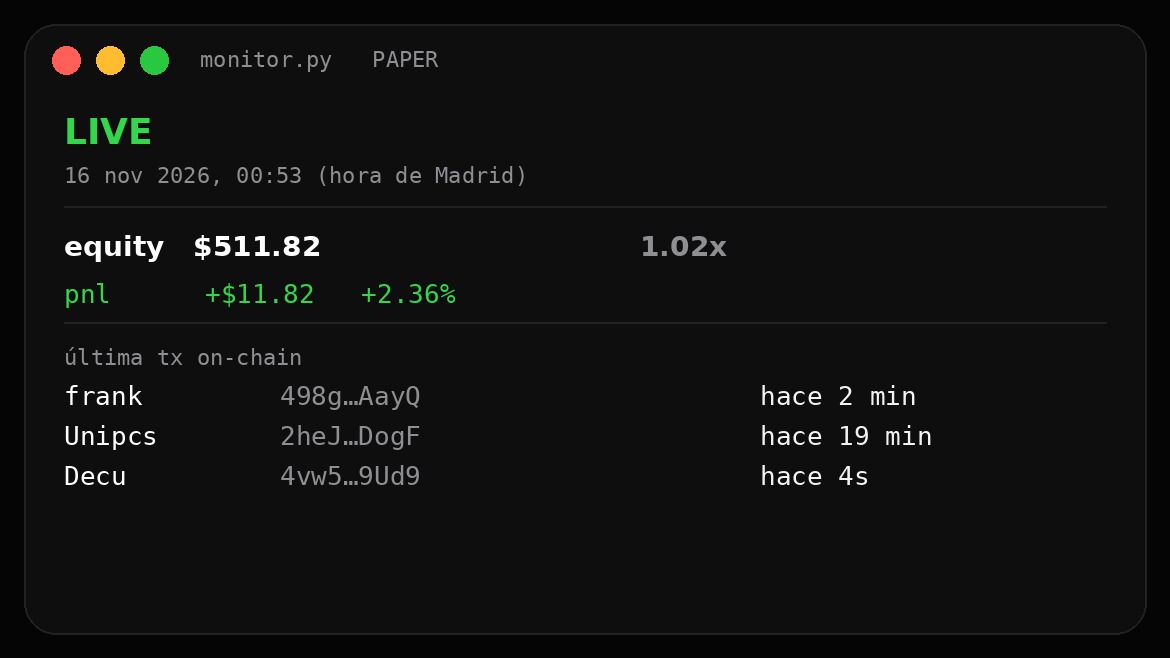 monitor.py PAPER
LIVE
16 nov 2026, 00:53 (hora de Madrid)
equity $511.82 1.02x
pnl +$11.82 +2.36%
última tx on-chain
frank 498g…AayQ hace 2 min
Unipcs 2heJ…DogF hace 19 min
Decu 4vw5…9Ud9 hace 4s